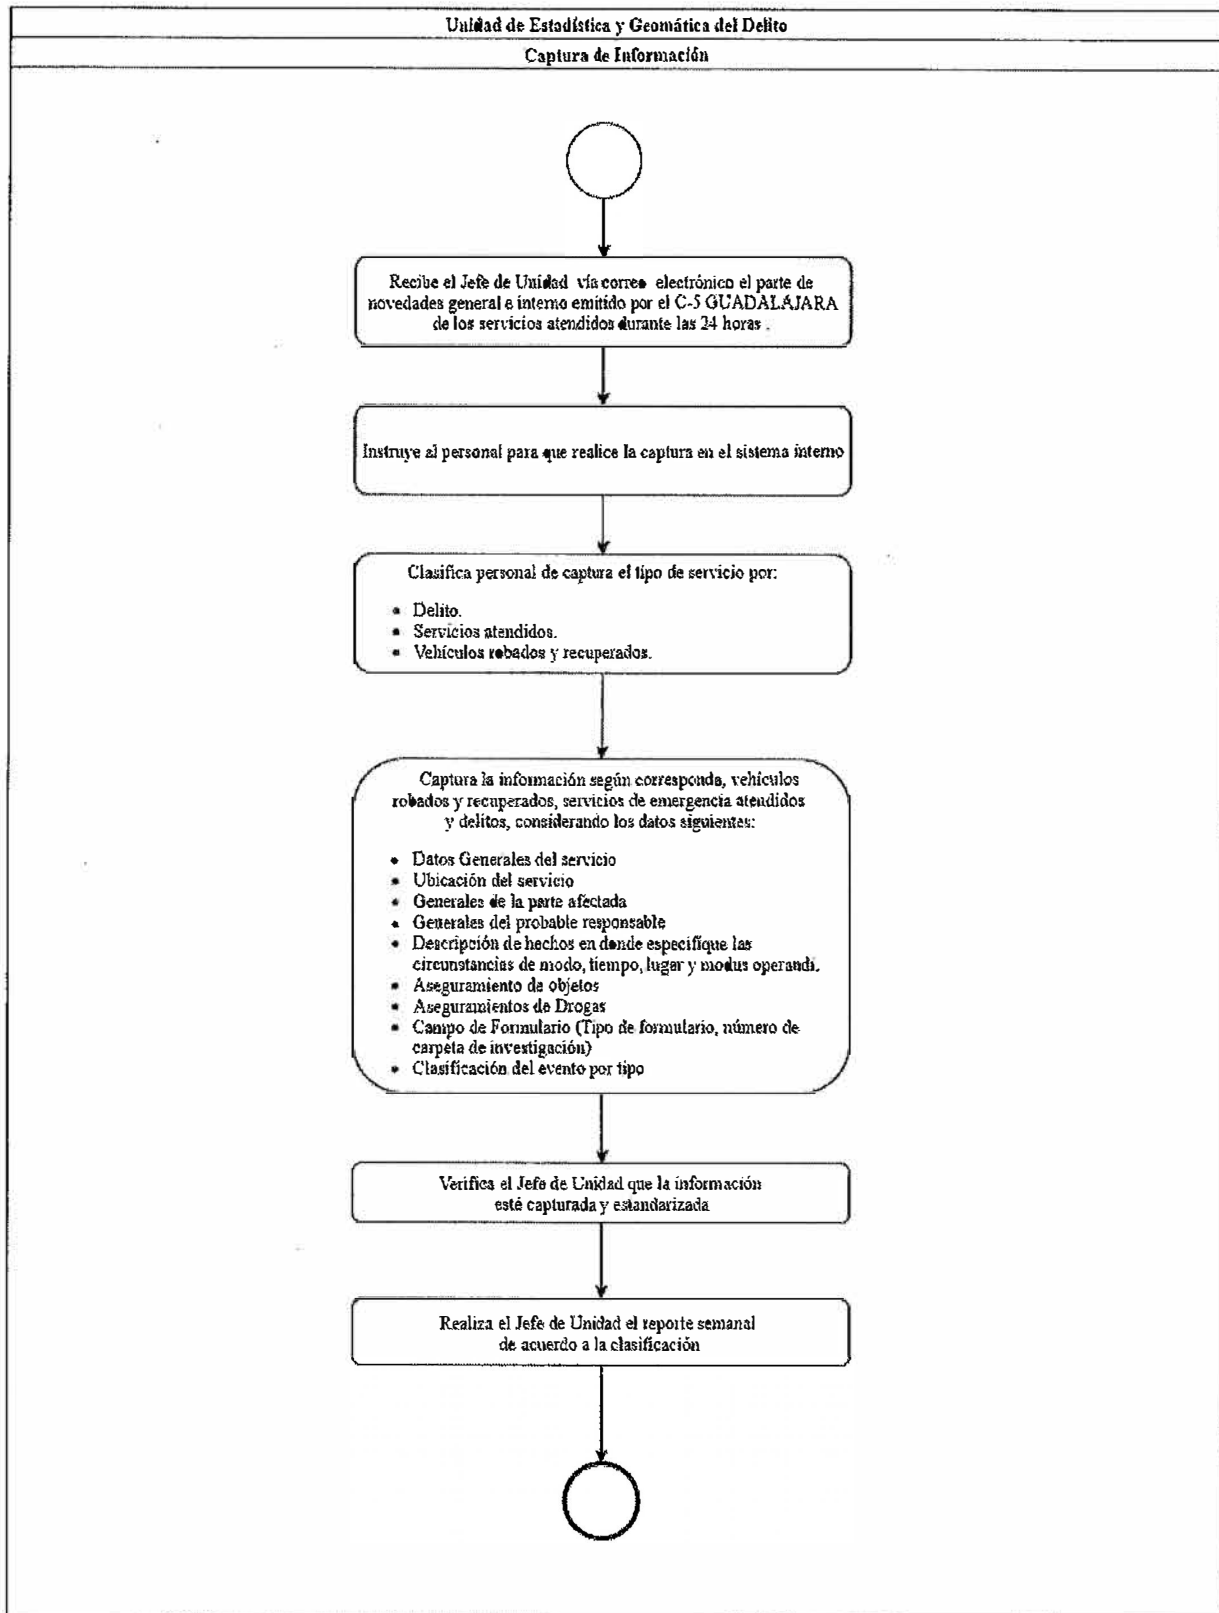 Unidad de Estadística y Geomática del Delito
Captura de Información
Recibe el Jefe de Unidad vía correo electrónico el parte de
novedades general e interno emitido por el C-5 GUADALAJARA
de los servicios atendidos durante las 24 horas .
Instruye al personal para que realice la captura en el sistema interno
Clasifica personal de captura el tipo de servicio por:
• Delito.
• Servicios atendidos.
• Vehículos robados y recuperados.
Captura la información según corresponda, vehículos
robados y recuperados, servicios de emergencia atendidos
y delitos, considerando los datos siguientes:
• Datos Generales del servicio
• Ubicación del servicio
• Generales de la parte afectada
• Generales del probable responsable
• Descripción de hechos en donde especifique las
circunstancias de modo, tiempo, lugar y modus operandi.
• Aseguramiento de objetos
• Aseguramientos de Drogas
• Campo de Formulario (Tipo de formulario, número de
carpeta de investigación)
• Clasificación del evento por tipo
Verifica el Jefe de Unidad que la información
esté capturada y estandarizada
Realiza el Jefe de Unidad el reporte semanal
de acuerdo a la clasificación